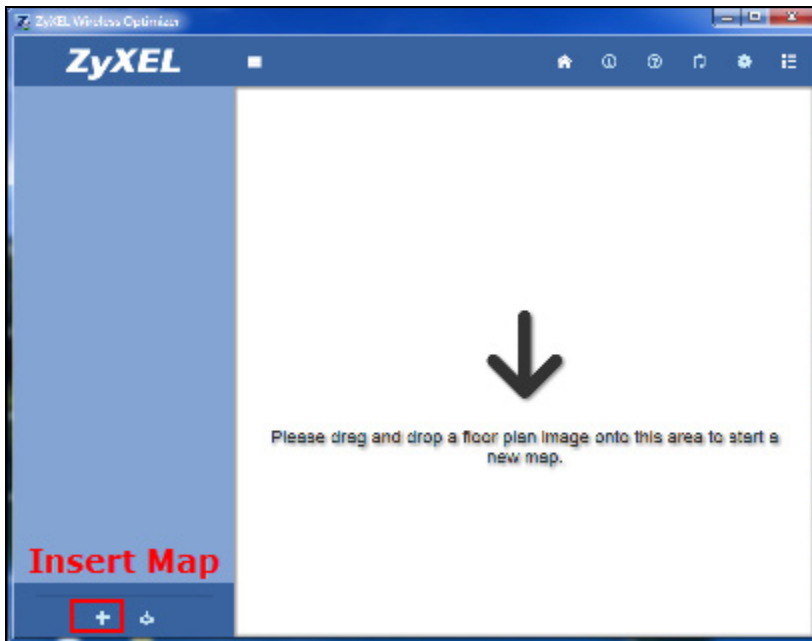 ZyXEL Wireless Optimizer
ZyXEL
Please drag and drop a floor plan image onto this area to start a
new map.
Insert Map